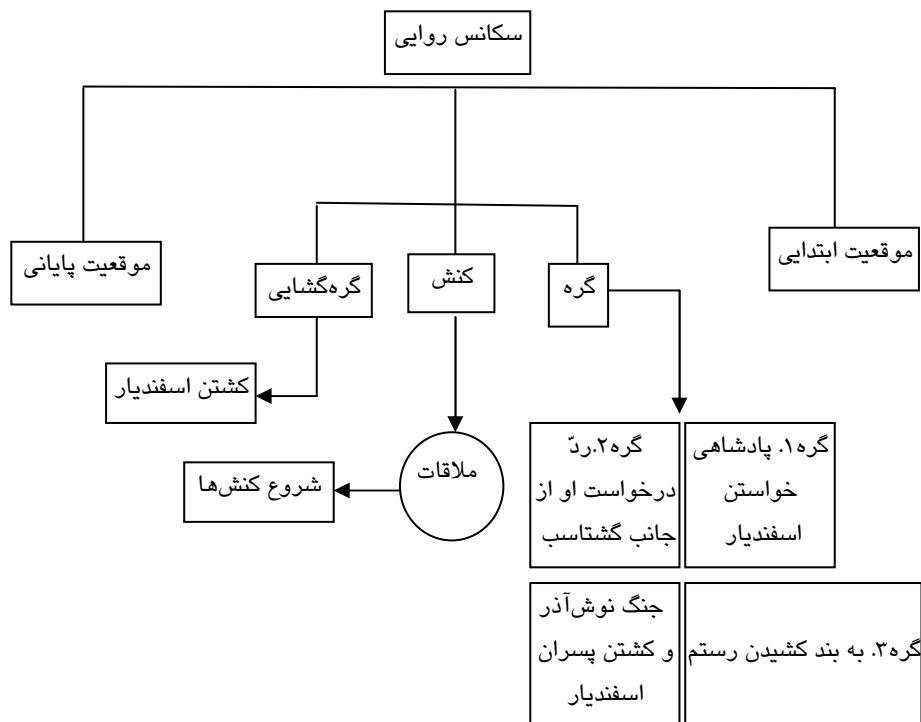 سکانس روایی
موقعیت ابتدایی
موقعیت پایانی
گره
کنش
گره‌گشایی
کشتن اسفندیار
ملاقات
شروع کنش‌ها
گره۱. پادشاهی
خواستن
اسفندیار
گره۲.ردّ
درخواست او از
جانب گشتاسب
گره۳. به بند کشیدن رستم
جنگ نوش‌آذر
و کشتن پسران
اسفندیار